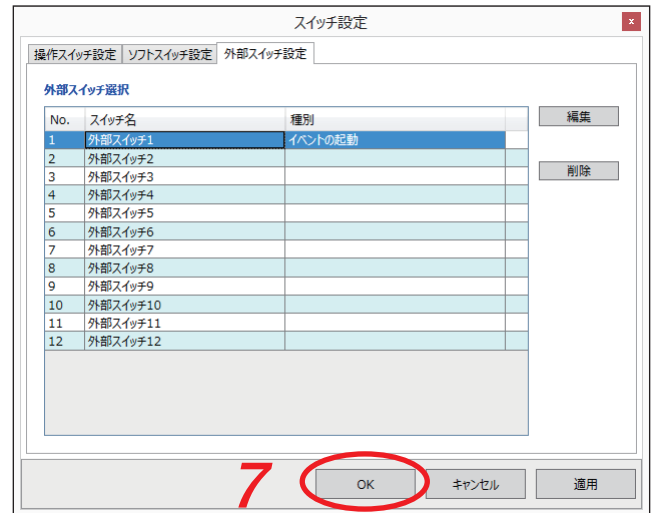 スイッチ設定
x
操作スイッチ設定 ソフトスイッチ設定 外部スイッチ設定
外部スイッチ選択
No. スイッチ名 種別
編集
1 外部スイッチ1 イベントの起動
2 外部スイッチ2
削除
3 外部スイッチ3
4 外部スイッチ4
5 外部スイッチ5
6 外部スイッチ6
7 外部スイッチ7
8 外部スイッチ8
9 外部スイッチ9
10 外部スイッチ10
11 外部スイッチ11
12 外部スイッチ12
7 OK キャンセル 適用